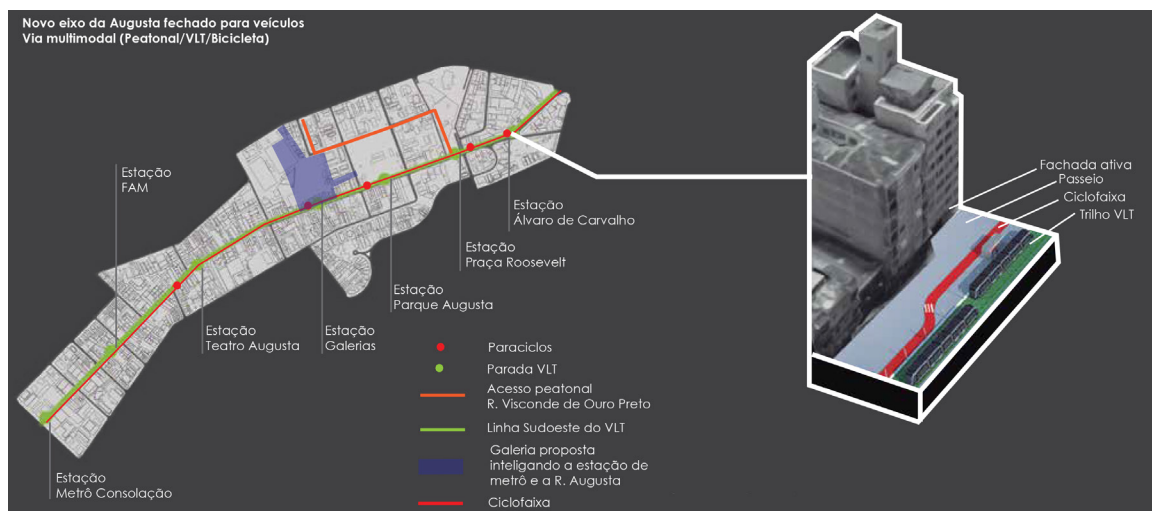 Novo eixo da Augusta fechado para veículos
Via multimodal (Peatonal/VLT/Bicicleta)
Estação
FAM
Fachada ativa
Passeio
Ciclofaixa
Trilho VLT
Estação
Álvaro de Carvalho
Estação
Praça Roosevelt
Estação
Parque Augusta
Estação
Teatro Augusta
Estação
Galerias
Estação
Metrô Consolação
Paraciclos
Parada VLT
Acesso peatonal
R. Visconde de Ouro Preto
Linha Sudoeste do VLT
Galeria proposta
inteligando a estação de
metrô e a R. Augusta
Ciclofaixa